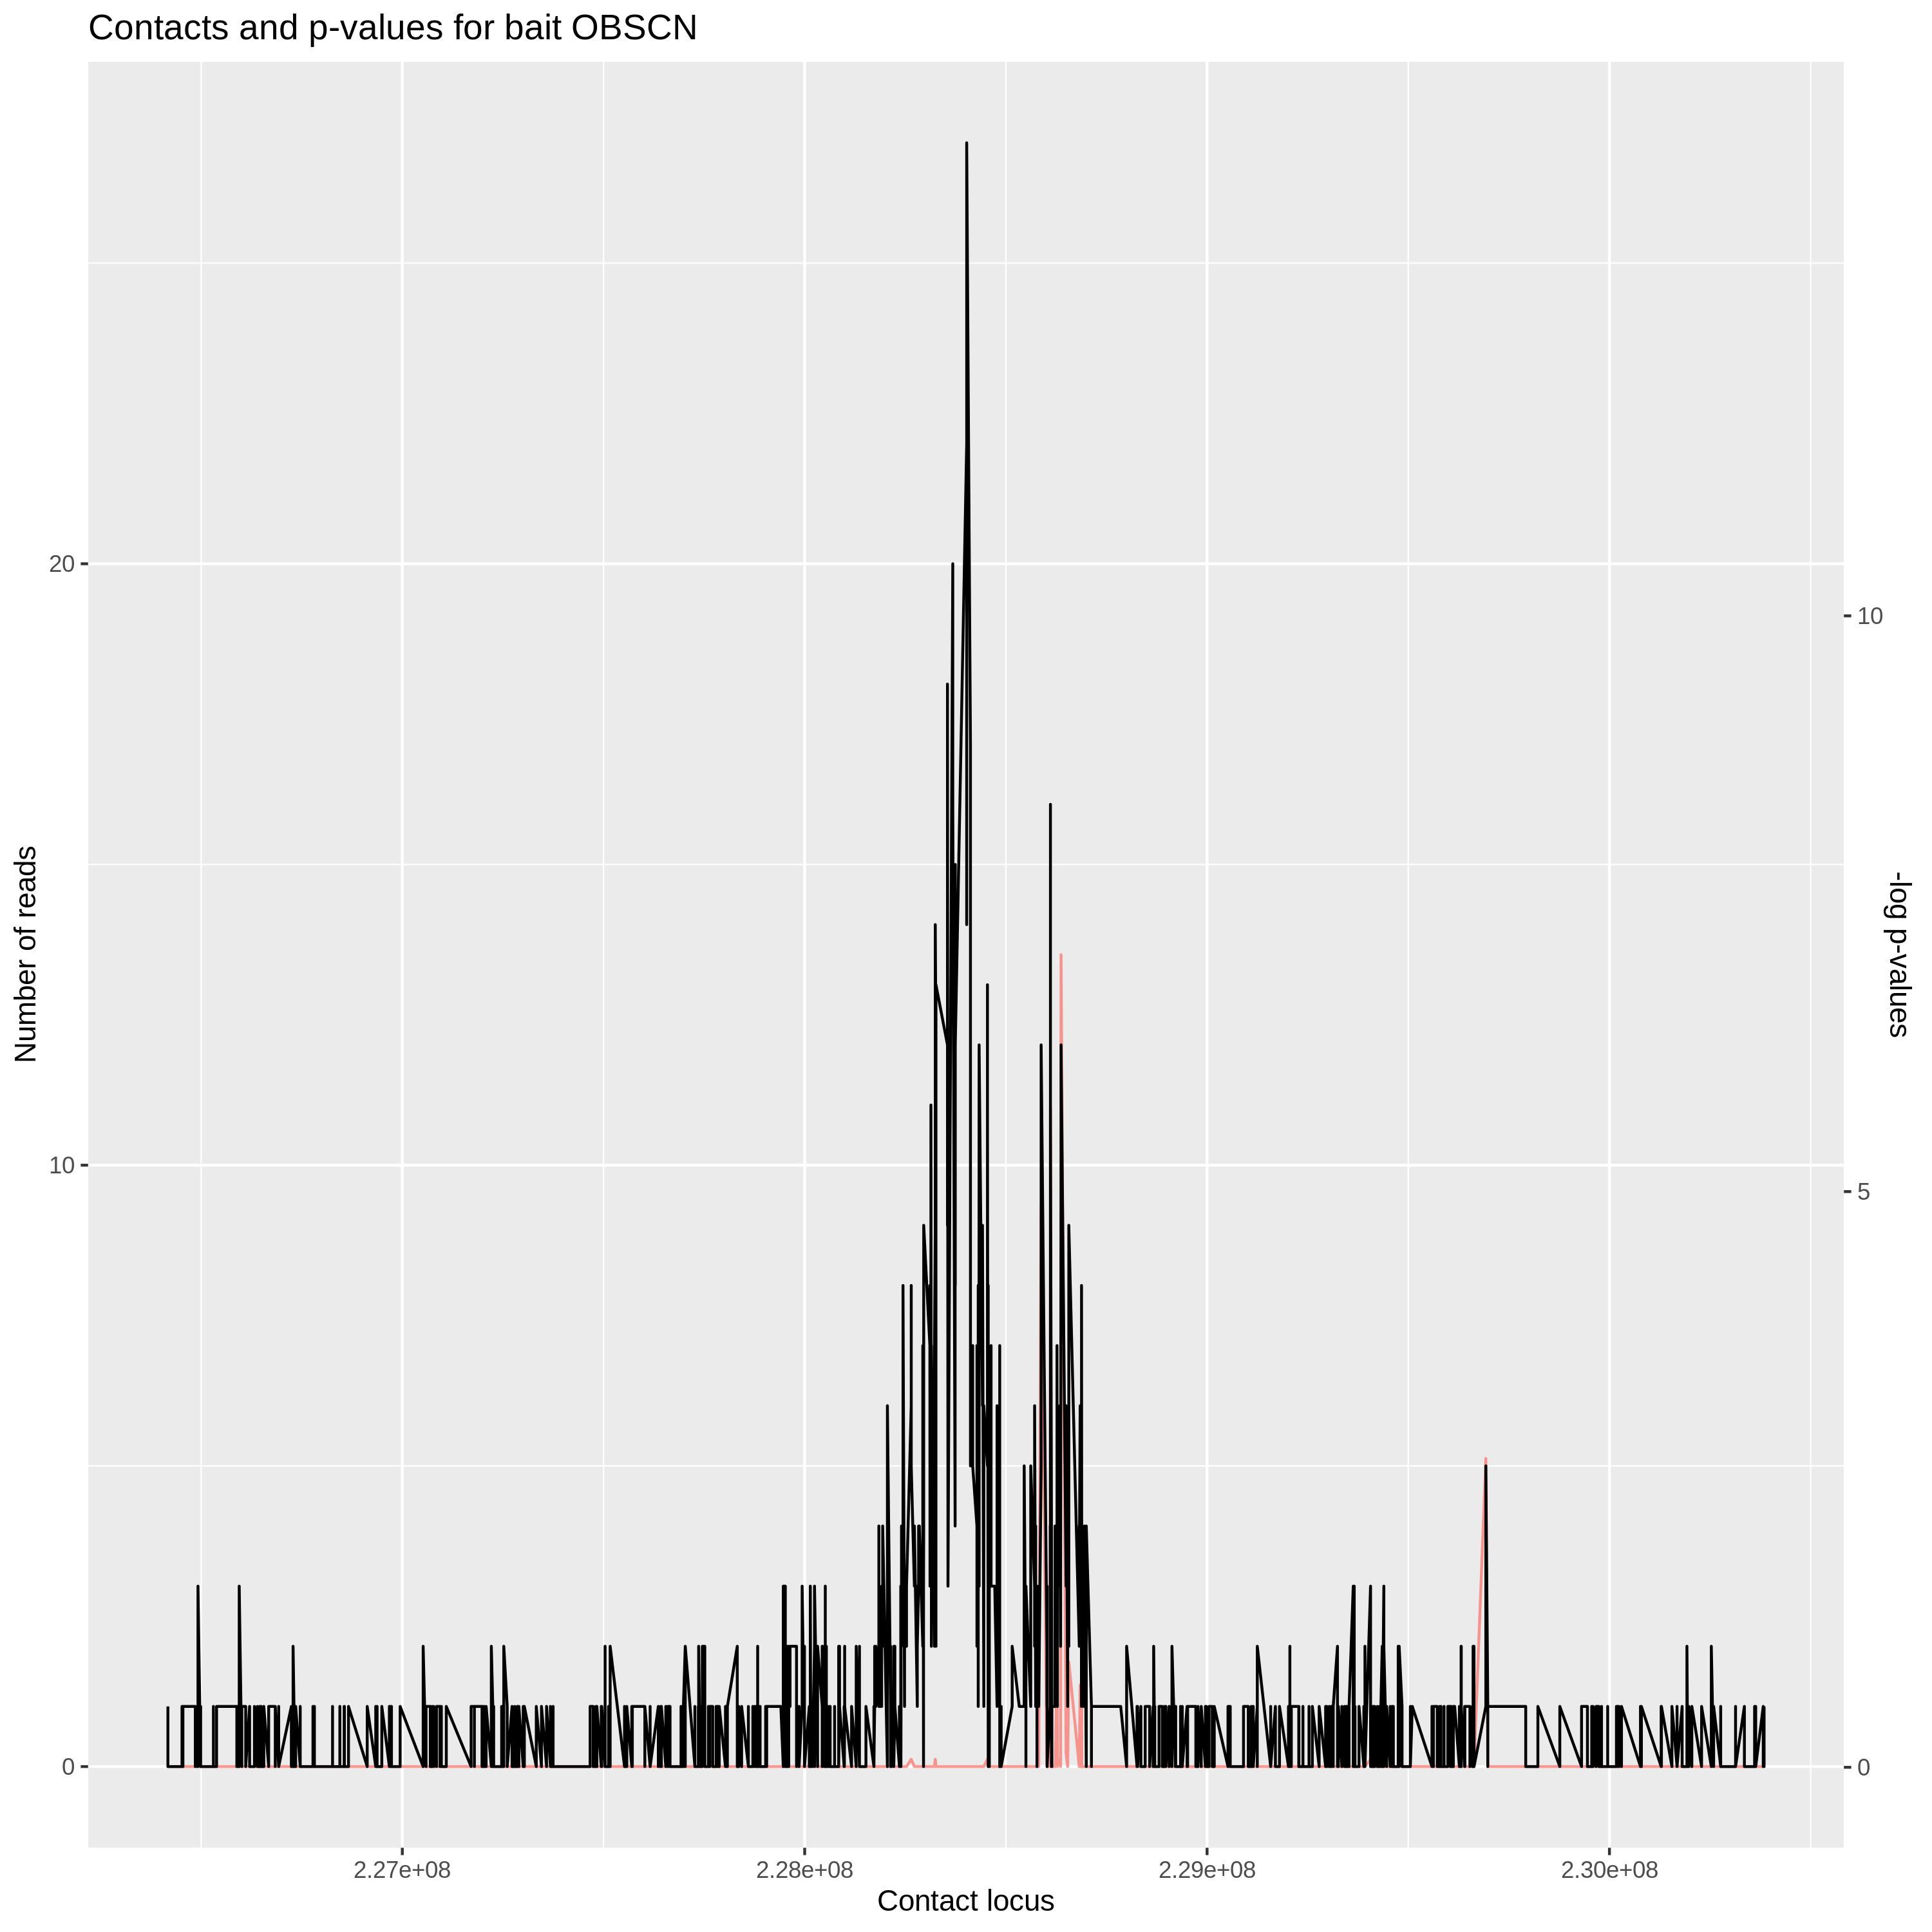 Contacts and p-values for bait OBSCN
Number of reads
20
10
0
10
5
0
-log p-values
2.27e+08
2.28e+08
2.29e+08
2.30e+08
Contact locus